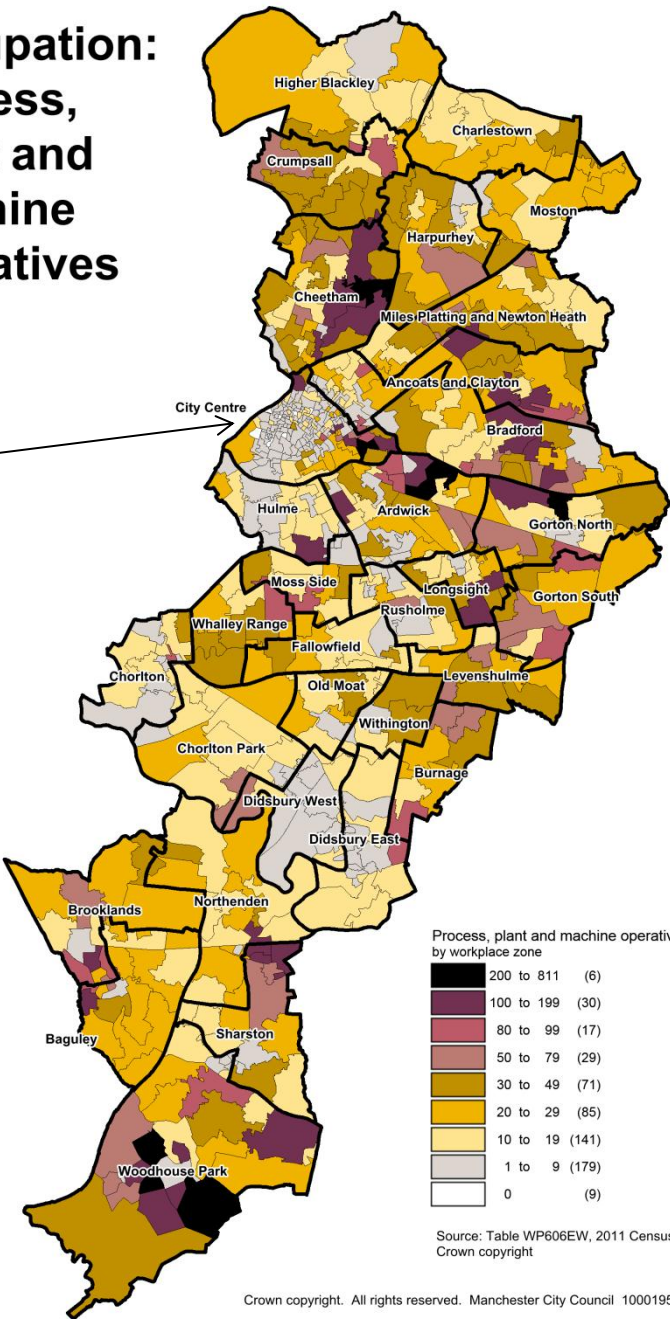 upation:
ess,
and
nine
atives
Higher Blackley
Charlestown
Crumpsall
Moston
Harpurhey
Cheetham
Miles Platting and Newton Heath
Ancoats and Clayton
City Centre
Bradford
Hulme
Ardwick
Gorton North
Moss Side
Longsight
Rusholme
Gorton South
Whalley Range
Fallowfield
Levenshulme
Chorlton
Old Moat
Withington
Chorlton Park
Burnage
Didsbury West
Didsbury East
Brooklands
Northenden
Baguley
Sharston
Woodhouse Park
Process, plant and machine operativ
by workplace zone
200 to 811 (6)
100 to 199 (30)
80 to 99 (17)
50 to 79 (29)
30 to 49 (71)
20 to 29 (85)
10 to 19 (141)
1 to 9 (179)
0 (9)
Source: Table WP606EW, 2011 Census
Crown copyright
Crown copyright. All rights reserved. Manchester City Council 1000195